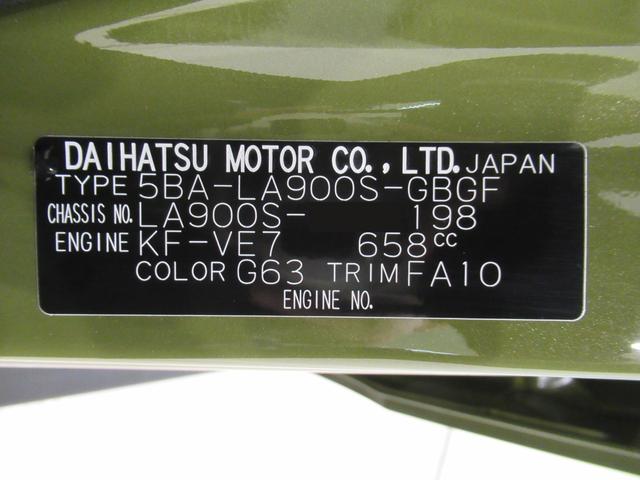 DAIHATSU MOTOR CO., LTD. JAPAN
TYPE 5BA-LA900S-GBGF
CHASSIS NO. LA900S- 198
ENGINE KF-VE7 658cc
COLOR G63 TRIM FA10
ENGINE NO.